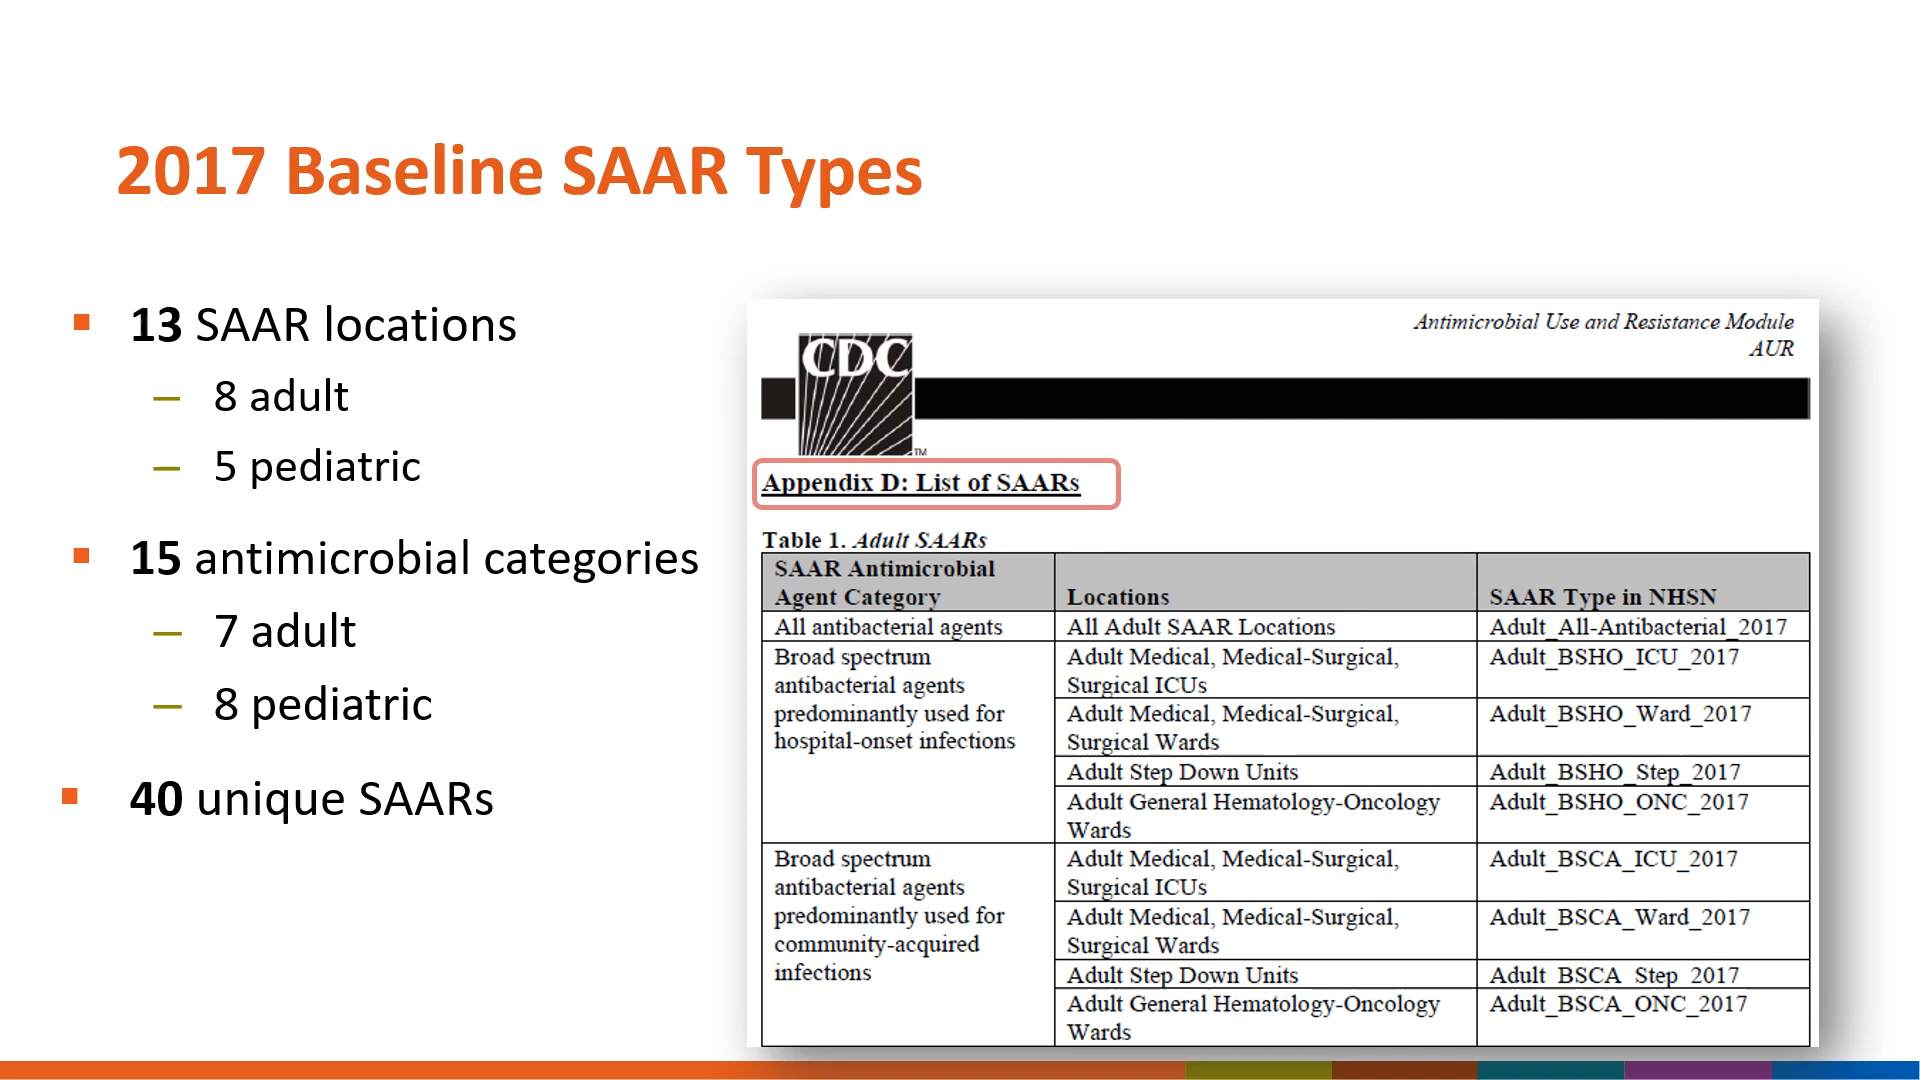 2017 Baseline SAAR Types
▪ 13 SAAR locations
– 8 adult
– 5 pediatric
▪ 15 antimicrobial categories
– 7 adult
– 8 pediatric
▪ 40 unique SAARs
Antimicrobial Use and Resistance Module
AUR
CDC
TM
Appendix D: List of SAARs
Table 1. Adult SAARs
SAAR Antimicrobial
Agent Category
Locations
SAAR Type in NHSN
All antibacterial agents
All Adult SAAR Locations
Adult_All-Antibacterial_2017
Broad spectrum
antibacterial agents
predominantly used for
hospital-onset infections
Adult Medical, Medical-Surgical,
Surgical ICUs
Adult_BSHO_ICU_2017
Adult Medical, Medical-Surgical,
Surgical Wards
Adult_BSHO_Ward_2017
Adult Step Down Units
Adult_BSHO_Step_2017
Adult General Hematology-Oncology
Wards
Adult_BSHO_ONC_2017
Broad spectrum
antibacterial agents
predominantly used for
community-acquired
infections
Adult Medical, Medical-Surgical,
Surgical ICUs
Adult_BSCA_ICU_2017
Adult Medical, Medical-Surgical,
Surgical Wards
Adult_BSCA_Ward_2017
Adult Step Down Units
Adult_BSCA_Step_2017
Adult General Hematology-Oncology
Wards
Adult_BSCA_ONC_2017